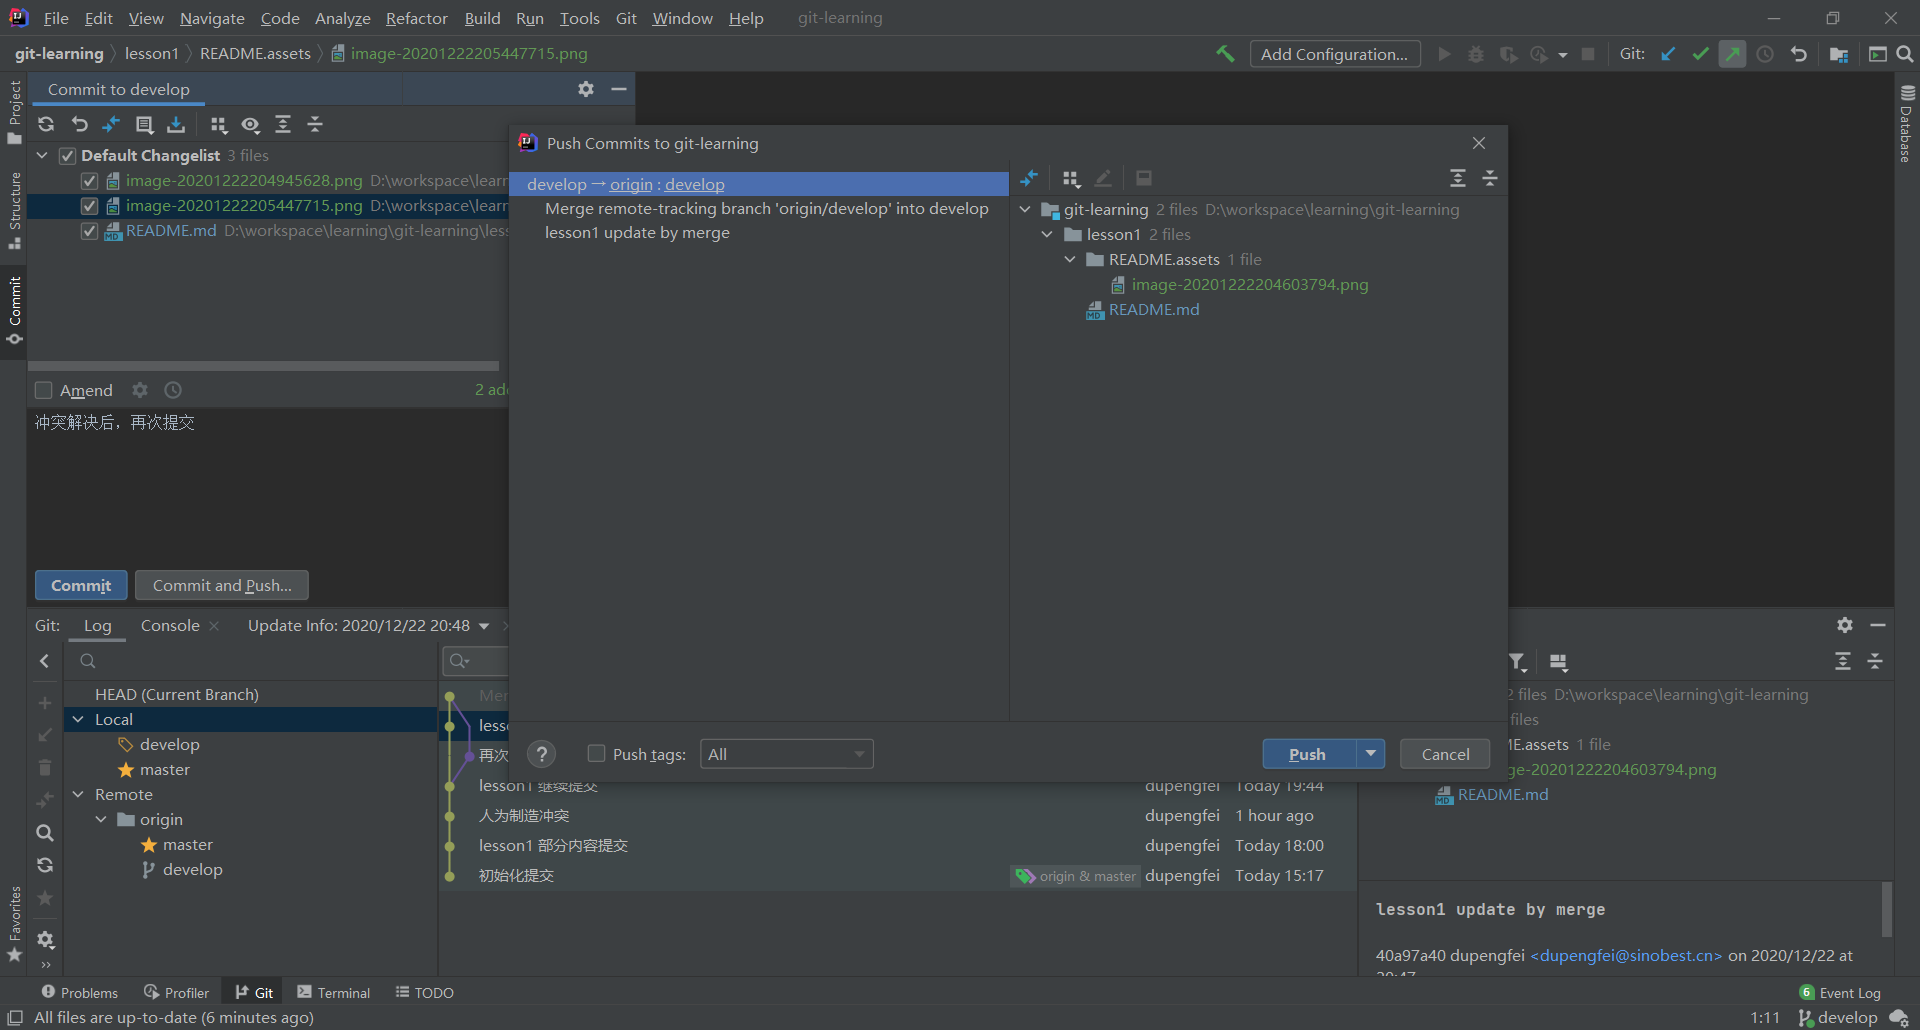 File Edit View Navigate Code Analyze Refactor Build Run Tools Git Window Help git-learning
git-learning lesson1 README.assets image-20201222205447715.png Add Configuration... Git:
Commit to develop
Project
Structure
Commit
Favorites
Database
Default Changelist 3 files
image-20201222204945628.png D:\workspace\learn
image-20201222205447715.png D:\workspace\learn
README.md D:\workspace\learning\git-learning\less
Amend 2 add
冲突解决后，再次提交
Commit Commit and Push...
Push Commits to git-learning
develop → origin : develop
Merge remote-tracking branch 'origin/develop' into develop
lesson1 update by merge
git-learning 2 files D:\workspace\learning\git-learning
lesson1 2 files
README.assets 1 file
image-20201222204603794.png
README.md
? Push tags: All Push Cancel
Git: Log Console Update Info: 2020/12/22 20:48
HEAD (Current Branch)
Local
develop
master
Remote
origin
master
develop
Mer
less
再次
lesson1 继续提交 dupengfei Today 19:44
人为制造冲突 dupengfei 1 hour ago
lesson1 部分内容提交 dupengfei Today 18:00
初始化提交 origin & master dupengfei Today 15:17
2 files D:\workspace\learning\git-learning
files
ME.assets 1 file
ge-20201222204603794.png
README.md
lesson1 update by merge
40a97a40 dupengfei <dupengfei@sinobest.cn> on 2020/12/22 at
Problems Profiler Git Terminal TODO 6 Event Log
All files are up-to-date (6 minutes ago) 1:11 develop